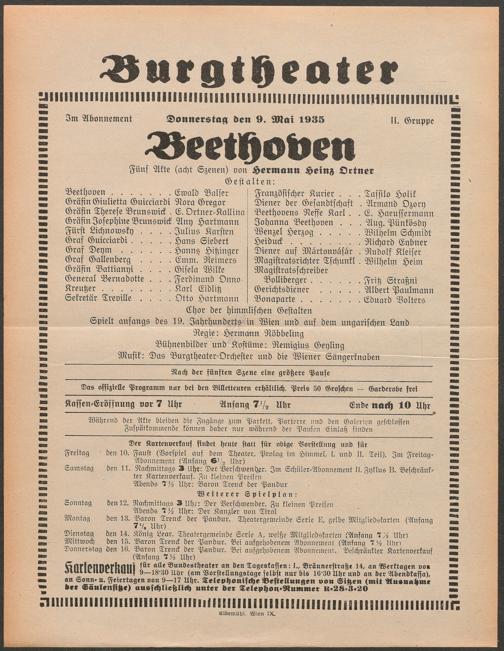 Burgtheater
Im Abonnement Donnerstag den 9. Mai 1935 II. Gruppe
Beethoven
Fünf Akte (acht Szenen) von Hermann Heinz Ortner
Gestalten:
Beethoven . . . . . . . Ewald Balser
Gräfin Giulietta Guicciardi Nora Gregor
Gräfin Therese Brunswick . E. Ortner-Kallina
Gräfin Josephine Brunswick Any Hartmann
Fürst Lichnowsky . . . . Julius Karsten
Graf Guicciardi . . . . Hans Siebert
Graf Deym . . . . . Hanns Hitzinger
Graf Gallenberg . . . . Emm. Reimers
Gräfin Battianyi . . . . Gisela Wilke
General Bernadotte . . . Ferdinand Onno
Kreutzer . . . . . . Karl Eidlitz
Sekretär Treville . . . . Otto Hartmann
Französischer Kurier . . . Tassilo Holik
Diener der Gesandtschaft . Armand Ozory
Beethovens Neffe Karl . . E. Haeussermann
Johanna Beethoven . . . Aug. Pünkösdy
Wenzel Herzog . . . . Wilhelm Schmidt
Heiduck . . . . . . Richard Eybner
Diener auf Mártonvásár . Rudolf Kleiser
Magistratsrichter Tschunkl . Wilhelm Heim
Magistratschreiber
Bolliberger . . . . . Fritz Straßni
Gerichtsdiener . . . . Albert Paulmann
Bonaparte . . . . . Eduard Volters
Chor der himmlischen Gestalten
Spielt anfangs des 19. Jahrhunderts in Wien und auf dem ungarischen Land
Regie: Hermann Röbbeling
Bühnenbilder und Kostüme: Remigius Geyling
Musik: Das Burgtheater-Orchester und die Wiener Sängerknaben
Nach der fünften Szene eine größere Pause
Das offizielle Programm nur bei den Billetteuren erhältlich. Preis 50 Groschen — Garderobe frei
Kassen-Eröffnung vor 7 Uhr Anfang 7½ Uhr Ende nach 10 Uhr
Während der Akte bleiben die Zugänge zum Parkett, Parterre und den Galerien geschlossen
Zuspätkommende können daher nur während der Pausen Einlaß finden
Der Kartenverkauf findet heute statt für obige Vorstellung und für
Freitag den 10. Faust (Vorspiel auf dem Theater, Prolog im Himmel, I. und II. Teil). Im Freitag-
Abonnement (Anfang 6½ Uhr)
Samstag den 11. Nachmittags 3 Uhr: Der Verschwender. Im Schüler-Abonnement II. Zyklus II. Beschränk-
ter Kartenverkauf. Zu kleinen Preisen
Abends 7½ Uhr: Baron Trenck der Pandur
Weiterer Spielplan:
Sonntag den 12. Nachmittags 3 Uhr: Der Verschwender. Zu kleinen Preisen
Abends 7½ Uhr: Der Kanzler von Tirol
Montag den 13. Baron Trenck der Pandur. Theatergemeinde Serie E, gelbe Mitgliedskarten (Anfang
7½ Uhr)
Dienstag den 14. König Lear. Theatergemeinde Serie A, weiße Mitgliedskarten (Anfang 7½ Uhr)
Mittwoch den 15. Baron Trenck der Pandur. Bei aufgehobenem Abonnement (Anfang 7½ Uhr)
Donnerstag den 16. Baron Trenck der Pandur. Bei aufgehobenem Abonnement. Beschränkter Kartenverkauf
(Anfang 7½ Uhr)
Kartenverkauf für alle Bundestheater an den Tageskassen: I., Bräunerstraße 14, an Werktagen von
9—18:30 Uhr (am Vorstellungstage selbst nur bis 16:30 Uhr und an der Abendkassa),
an Sonn- u. Feiertagen von 9—17 Uhr. Telephonische Bestellungen von Sitzen (mit Ausnahme
der Säulensitze) ausschließlich unter der Telephon-Nummer R-28-3-20
Elbemühl, Wien IX.